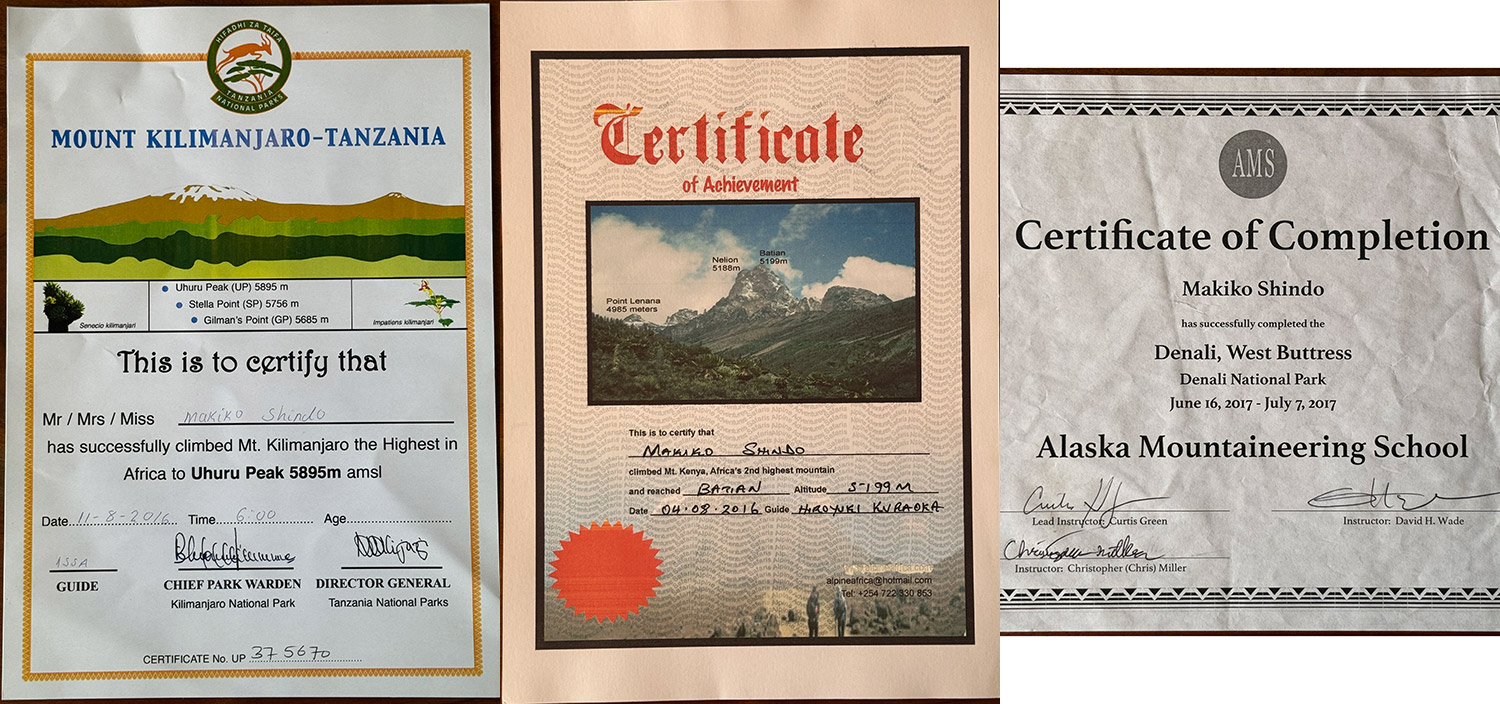 HIFADHI ZA TAIFA
TANZANIA
NATIONAL PARKS
MOUNT KILIMANJARO-TANZANIA
Uhuru Peak (UP) 5895 m
Stella Point (SP) 5756 m
Gilman's Point (GP) 5685 m
Senecio kilimanjari
Impatiens kilimanjari
This is to certify that
Mr / Mrs / Miss Makiko Shindo
has successfully climbed Mt. Kilimanjaro the Highest in
Africa to Uhuru Peak 5895m amsl
Date 11-8-2016 Time 6:00 Age
ISSA
GUIDE
CHIEF PARK WARDEN
Kilimanjaro National Park
DIRECTOR GENERAL
Tanzania National Parks
CERTIFICATE No. UP 375670
Certificate
of Achievement
Nelion
5188m
Batian
5199m
Point Lenana
4985 meters
This is to certify that
MAKIKO SHINDO
climbed Mt. Kenya, Africa's 2nd highest mountain
and reached BATIAN Altitude 5199M
Date 04.08.2016 Guide HIROYUKI KURAOKA
alpineafrica@hotmail.com
Tel: +254 722 330 863
AMS
Certificate of Completion
Makiko Shindo
has successfully completed the
Denali, West Buttress
Denali National Park
June 16, 2017 - July 7, 2017
Alaska Mountaineering School
Lead Instructor: Curtis Green
Instructor: David H. Wade
Instructor: Christopher (Chris) Miller